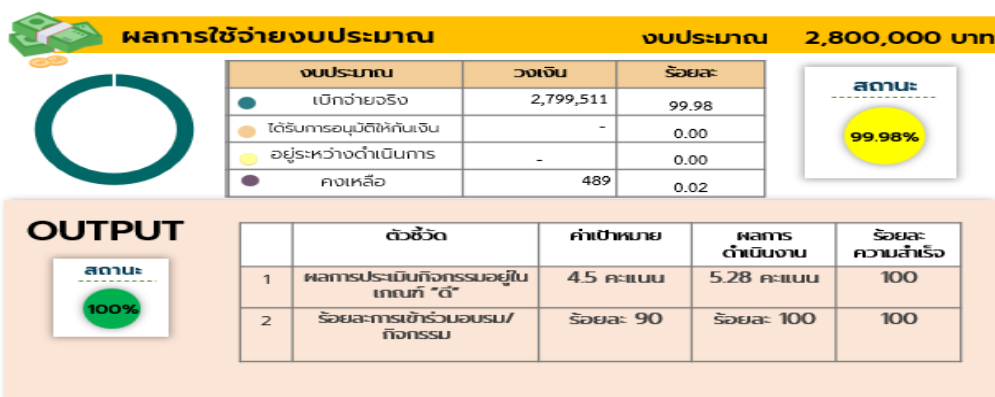 ผลการใช้จ่ายงบประมาณ งบประมาณ 2,800,000 บาท
งบประมาณ วงเงิน ร้อยละ
เบิกจ่ายจริง 2,799,511 99.98
ได้รับการอนุมัติให้กันเงิน - 0.00
อยู่ระหว่างดำเนินการ - 0.00
คงเหลือ 489 0.02
สถานะ
99.98%
OUTPUT
สถานะ
100%
ตัวชี้วัด ค่าเป้าหมาย ผลการ ร้อยละ
ดำเนินงาน ความสำเร็จ
1 ผลการประเมินกิจกรรมอยู่ใน 4.5 คะแนน 5.28 คะแนน 100
เกณฑ์ “ดี”
2 ร้อยละการเข้าร่วมอบรม/ ร้อยละ 90 ร้อยละ 100 100
กิจกรรม